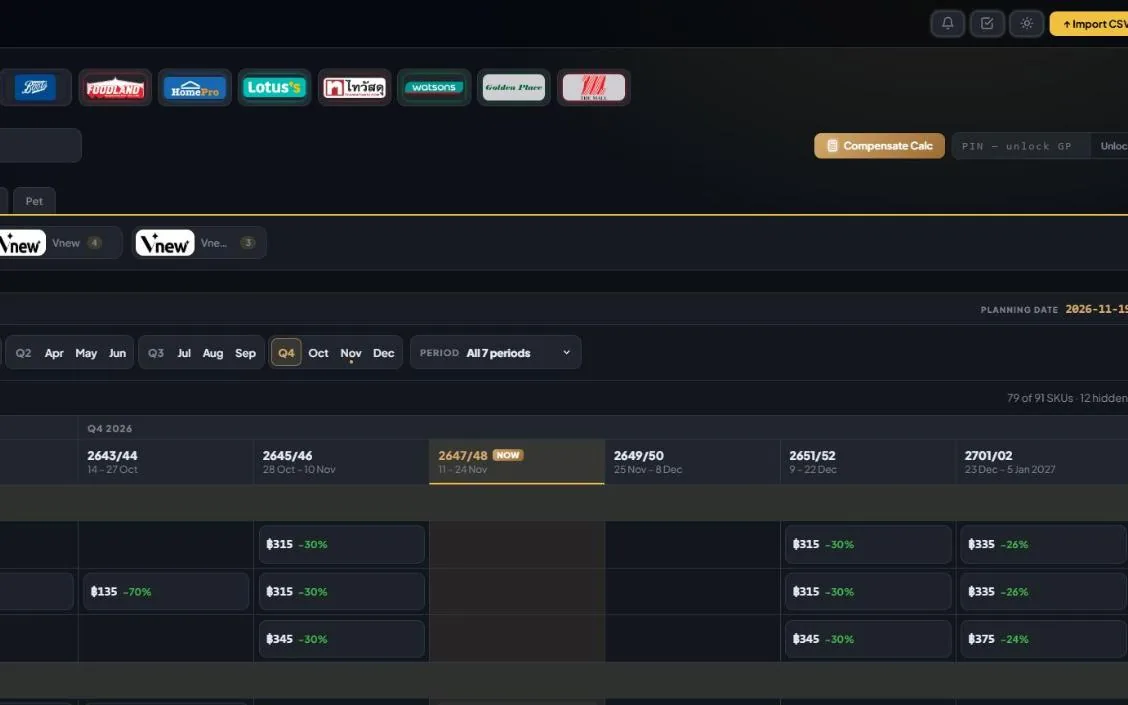 ↑ Import CSV
Boots FOODLAND HomePro Lotus's ไทวัสดุ watsons Golden Place THE MALL
Compensate Calc PIN — unlock GP Unloc
Pet
Vnew Vnew 4 Vnew Vne... 3
PLANNING DATE 2026-11-19
Q2 Apr May Jun Q3 Jul Aug Sep Q4 Oct Nov Dec PERIOD All 7 periods
79 of 91 SKUs · 12 hidden
Q4 2026
2643/44 2645/46 2647/48 NOW 2649/50 2651/52 2701/02
14 – 27 Oct 28 Oct – 10 Nov 11 – 24 Nov 25 Nov – 8 Dec 9 – 22 Dec 23 Dec – 5 Jan 2027
฿315 -30% ฿315 -30% ฿335 -26%
฿135 -70% ฿315 -30% ฿315 -30% ฿335 -26%
฿345 -30% ฿345 -30% ฿375 -24%